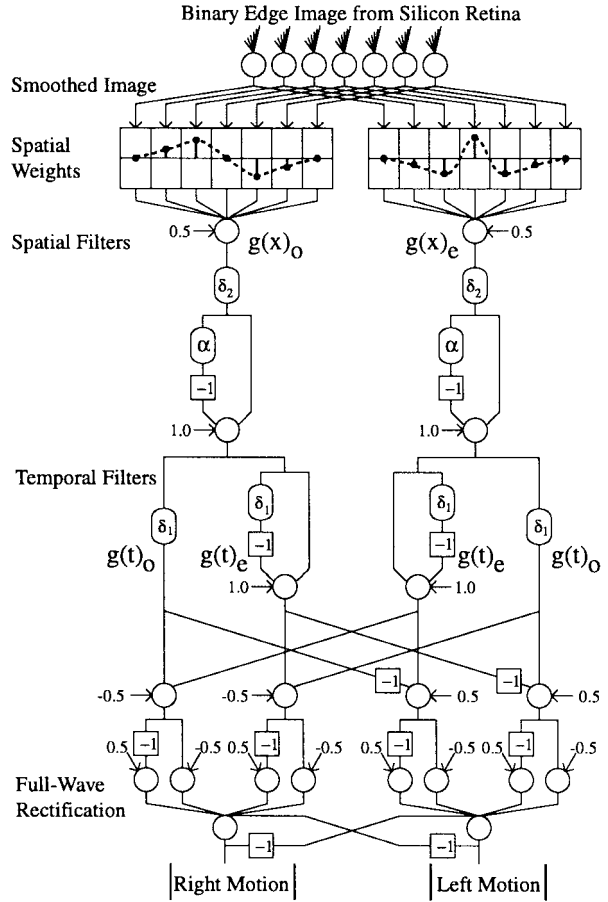 Binary Edge Image from Silicon Retina
Smoothed Image
Spatial
Weights
Spatial Filters
0.5
g(x)o
g(x)e
0.5
δ2
δ2
α
α
-1
-1
1.0
1.0
Temporal Filters
δ1
δ1
δ1
δ1
-1
-1
g(t)o
g(t)e
g(t)e
g(t)o
1.0
1.0
-1
-1
-0.5
-0.5
0.5
0.5
0.5
-1
-0.5
0.5
-1
-0.5
0.5
-1
-0.5
0.5
-1
-0.5
Full-Wave
Rectification
-1
-1
Right Motion
Left Motion